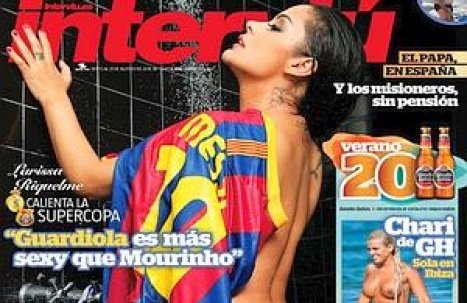 interviú
EL PAPA,
EN ESPAÑA
Y los misioneros,
sin pensión
verano
20
MESSI
10
Larissa
Riquelme
CALIENTA LA
SUPERCOPA
"Guardiola es más
sexy que Mourinho"
Chari
de GH
Sola en
Ibiza